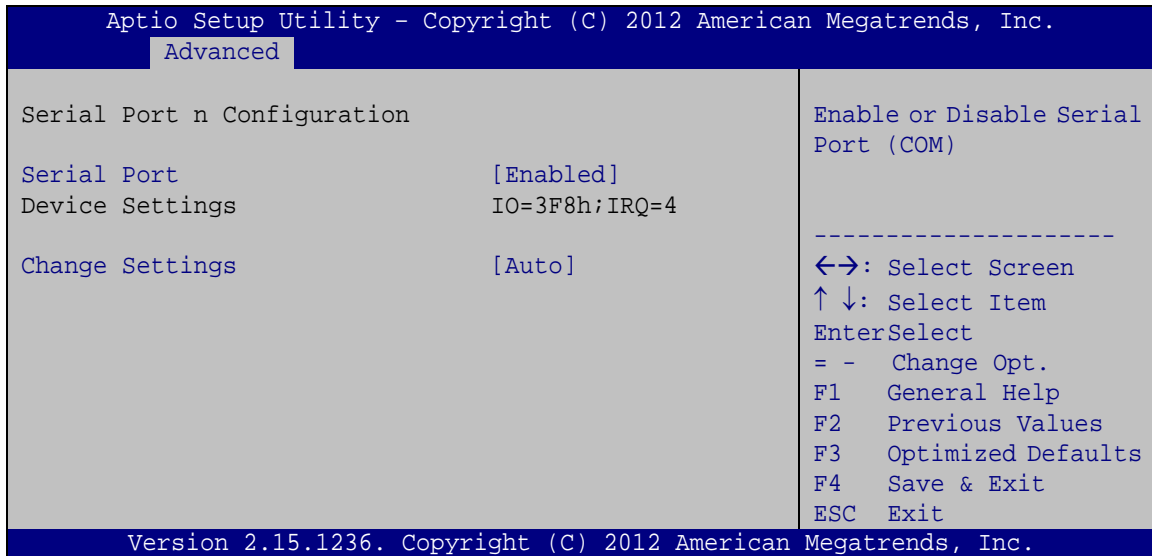 Aptio Setup Utility – Copyright (C) 2012 American Megatrends, Inc.
Advanced
Serial Port n Configuration
Serial Port [Enabled]
Device Settings IO=3F8h;IRQ=4
Change Settings [Auto]
Enable or Disable Serial
Port (COM)
---------------------
←→: Select Screen
↑ ↓: Select Item
EnterSelect
= - Change Opt.
F1 General Help
F2 Previous Values
F3 Optimized Defaults
F4 Save & Exit
ESC Exit
Version 2.15.1236. Copyright (C) 2012 American Megatrends, Inc.